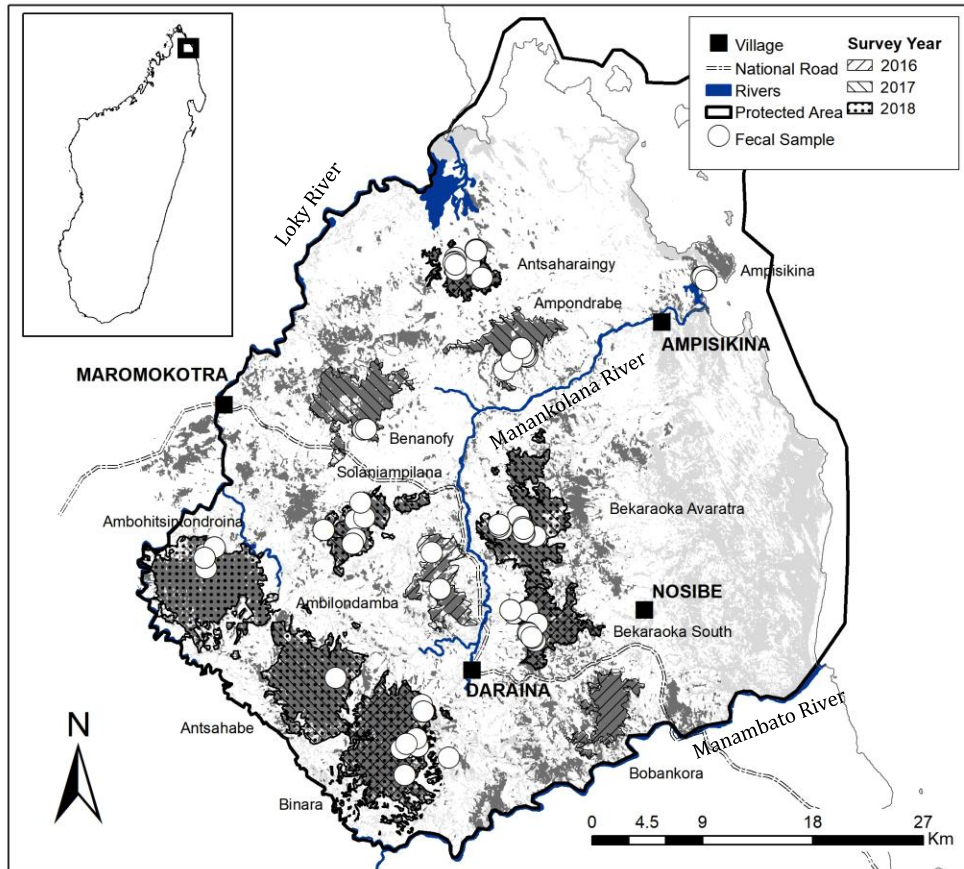 Village
National Road
Rivers
Protected Area
Fecal Sample
Survey Year
2016
2017
2018
Loky River
Antsaharaingy
Ampisikina
Ampondrabe
AMPISIKINA
MAROMOKOTRA
Manankolana River
Benanofy
Solaniampilana
Bekaraoka Avaratra
Ambohitsintondroina
NOSIBE
Ambilondamba
Bekaraoka South
DARAINA
Antsahabe
Manambato River
N
Bobankora
Binara
0 4.5 9 18 27
Km